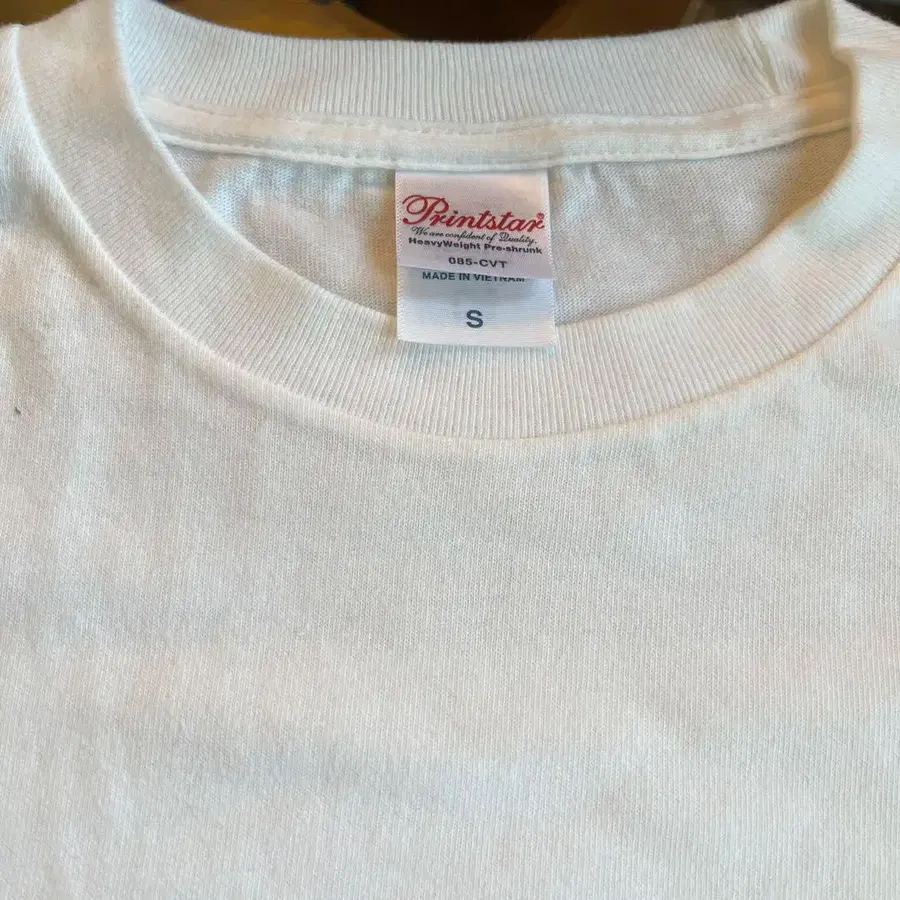 Printstar®
We are confident of Quality.
HeavyWeight Pre-shrunk
085-CVT
MADE IN VIETNAM
S